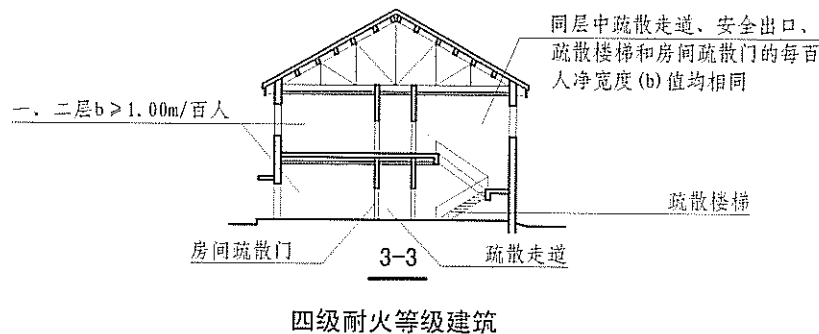 同层中疏散走道、安全出口、
疏散楼梯和房间疏散门的每百
人净宽度(b)值均相同
一、二层b≥1.00m/百人
疏散楼梯
房间疏散门
疏散走道
3-3
四级耐火等级建筑